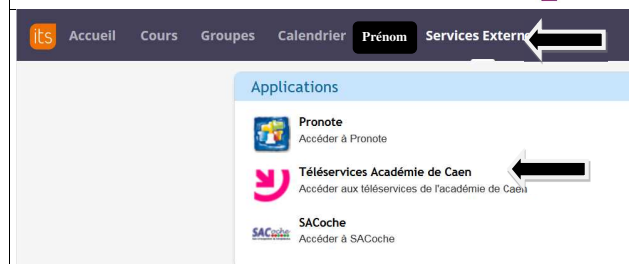 its Accueil Cours Groupes Calendrier Prénom Services Extern
Applications
Pronote
Accéder à Pronote
Téléservices Académie de Caen
Accéder aux téléservices de l'académie de Caen
SACoche
SACoche
Accéder à SACoche